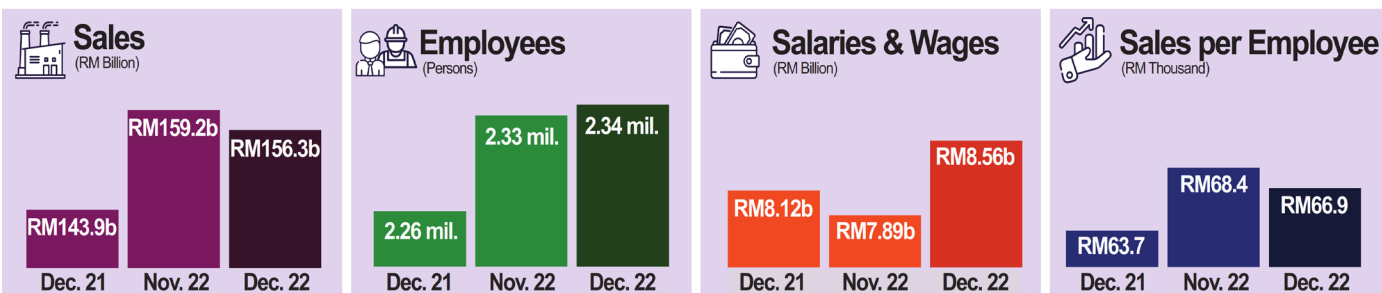 Sales
(RM Billion)
RM143.9b
RM159.2b
RM156.3b
Dec. 21
Nov. 22
Dec. 22
Employees
(Persons)
2.26 mil.
2.33 mil.
2.34 mil.
Dec. 21
Nov. 22
Dec. 22
Salaries & Wages
(RM Billion)
RM8.12b
RM7.89b
RM8.56b
Dec. 21
Nov. 22
Dec. 22
Sales per Employee
(RM Thousand)
RM63.7
RM68.4
RM66.9
Dec. 21
Nov. 22
Dec. 22